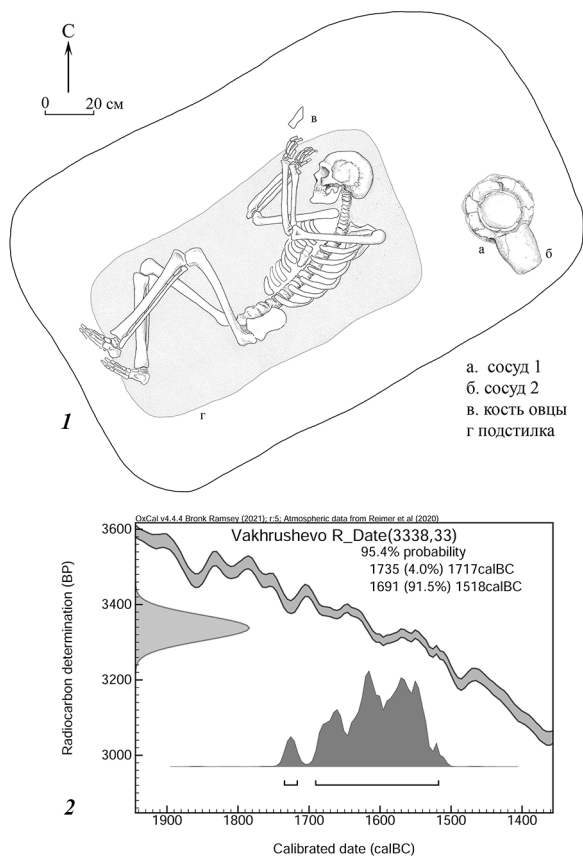 С
0 20 см
в
а
б
а. сосуд 1
б. сосуд 2
в. кость овцы
г подстилка
1
г
OxCal v4.4.4 Bronk Ramsey (2021); r:5; Atmospheric data from Reimer et al (2020)
Vakhrushevo R_Date(3338,33)
95.4% probability
1735 (4.0%) 1717calBC
1691 (91.5%) 1518calBC
3600
3400
3200
3000
Radiocarbon determination (BP)
2
1900 1800 1700 1600 1500 1400
Calibrated date (calBC)